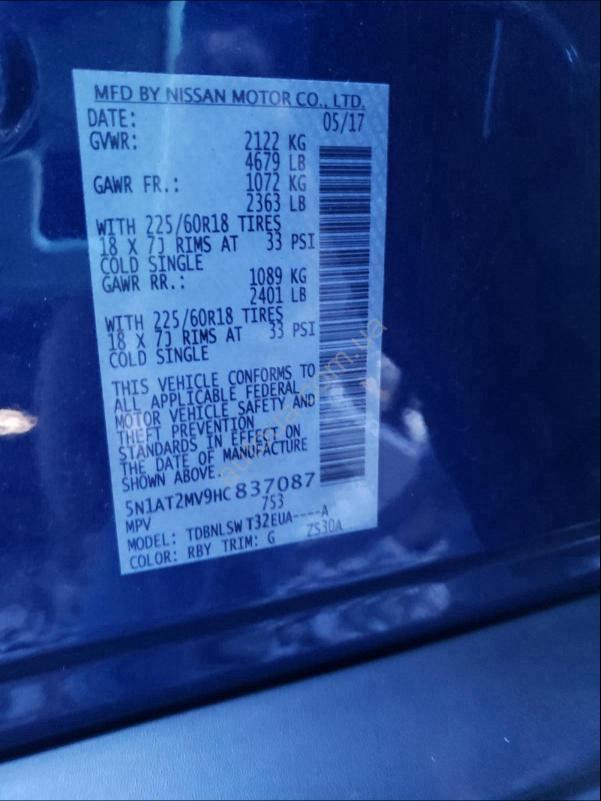 MFD BY NISSAN MOTOR CO., LTD.
DATE: 05/17
GVWR: 2122 KG
4679 LB
GAWR FR.: 1072 KG
2363 LB
WITH 225/60R18 TIRES
18 X 7J RIMS AT 33 PSI
COLD SINGLE
GAWR RR.: 1089 KG
2401 LB
WITH 225/60R18 TIRES
18 X 7J RIMS AT 33 PSI
COLD SINGLE
THIS VEHICLE CONFORMS TO
ALL APPLICABLE FEDERAL
MOTOR VEHICLE SAFETY AND
THEFT PREVENTION
STANDARDS IN EFFECT ON
THE DATE OF MANUFACTURE
SHOWN ABOVE.
5N1AT2MV9HC837087
MPV 753
MODEL: TDBNLSW T32EUA----A
COLOR: RBY TRIM: G ZS30A